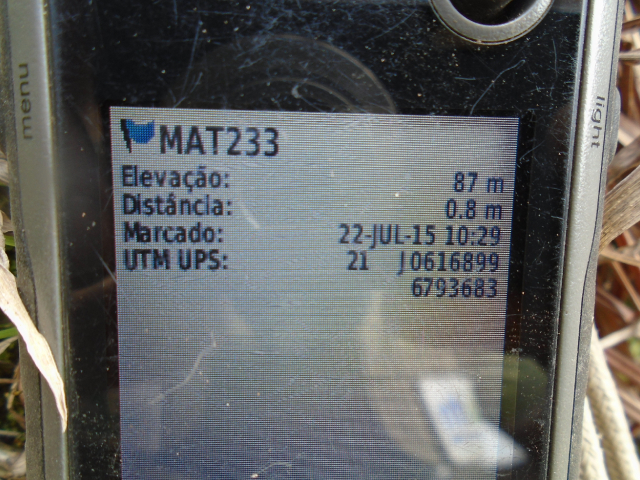 menu
light
MAT233
Elevação: 87 m
Distância: 0.8 m
Marcado: 22-JUL-15 10:29
UTM UPS: 21 J0616899
6793683